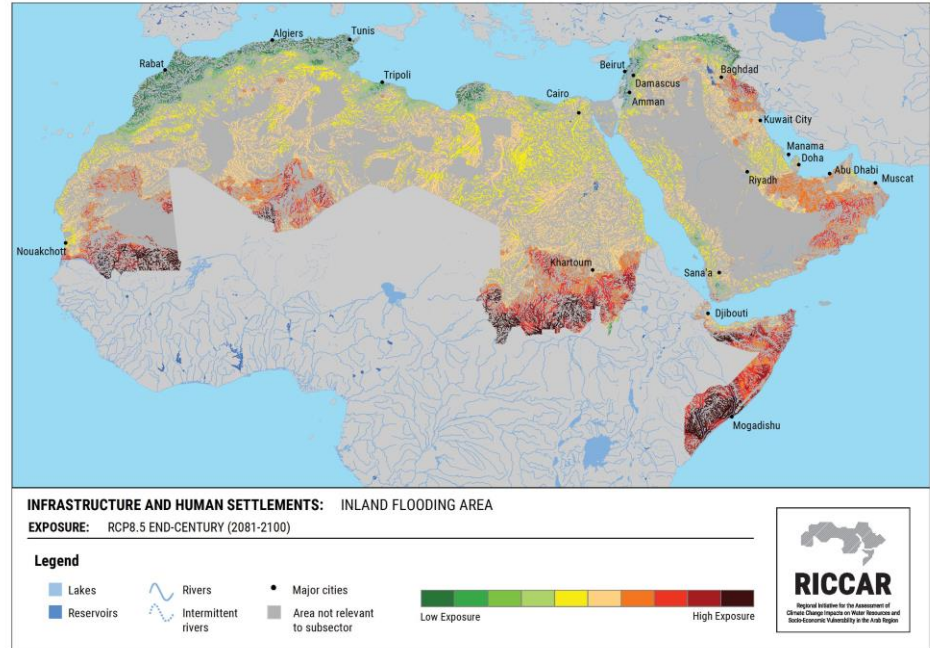 Algiers
Tunis
Rabat
Tripoli
Beirut
Damascus
Baghdad
Cairo
Amman
Kuwait City
Manama
Doha
Abu Dhabi
Riyadh
Muscat
Nouakchott
Khartoum
Sana'a
Djibouti
Mogadishu
INFRASTRUCTURE AND HUMAN SETTLEMENTS: INLAND FLOODING AREA
EXPOSURE: RCP8.5 END-CENTURY (2081-2100)
Legend
Lakes
Rivers
Major cities
Reservoirs
Intermittent
rivers
Area not relevant
to subsector
Low Exposure
High Exposure
RICCAR
Regional Initiative for the Assessment of
Climate Change Impacts on Water Resources and
Socio-Economic Vulnerability in the Arab Region